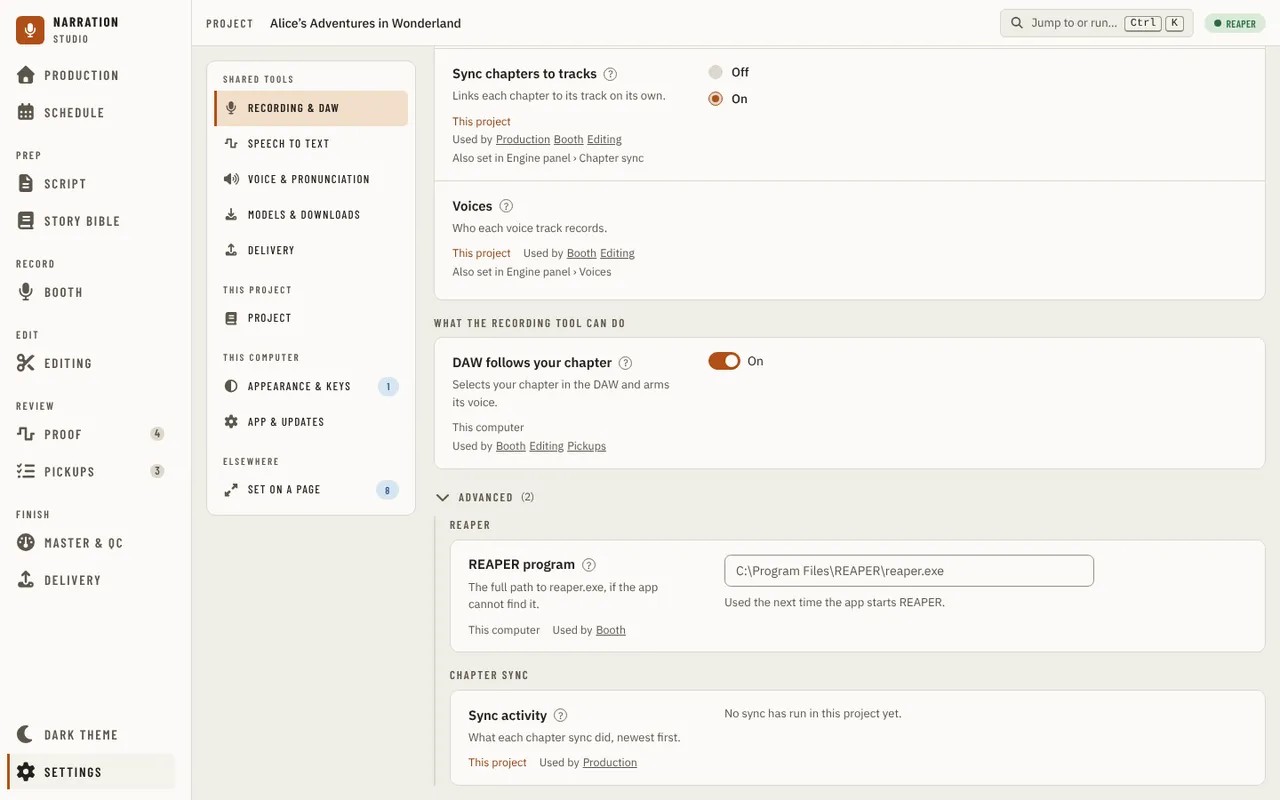 NARRATION
STUDIO
PRODUCTION
SCHEDULE
PREP
SCRIPT
STORY BIBLE
RECORD
BOOTH
EDIT
EDITING
REVIEW
PROOF 4
PICKUPS 3
FINISH
MASTER & QC
DELIVERY
DARK THEME
SETTINGS
PROJECT Alice's Adventures in Wonderland
Jump to or run... Ctrl K
REAPER
SHARED TOOLS
RECORDING & DAW
SPEECH TO TEXT
VOICE & PRONUNCIATION
MODELS & DOWNLOADS
DELIVERY
THIS PROJECT
PROJECT
THIS COMPUTER
APPEARANCE & KEYS 1
APP & UPDATES
ELSEWHERE
SET ON A PAGE 8
Sync chapters to tracks ?
Links each chapter to its track on its own.
This project
Used by Production Booth Editing
Also set in Engine panel › Chapter sync
Off
On
Voices ?
Who each voice track records.
This project Used by Booth Editing
Also set in Engine panel › Voices
WHAT THE RECORDING TOOL CAN DO
DAW follows your chapter ?
Selects your chapter in the DAW and arms
its voice.
This computer
Used by Booth Editing Pickups
On
ADVANCED (2)
REAPER
REAPER program ?
The full path to reaper.exe, if the app
cannot find it.
This computer Used by Booth
C:\Program Files\REAPER\reaper.exe
Used the next time the app starts REAPER.
CHAPTER SYNC
Sync activity ?
What each chapter sync did, newest first.
This project Used by Production
No sync has run in this project yet.